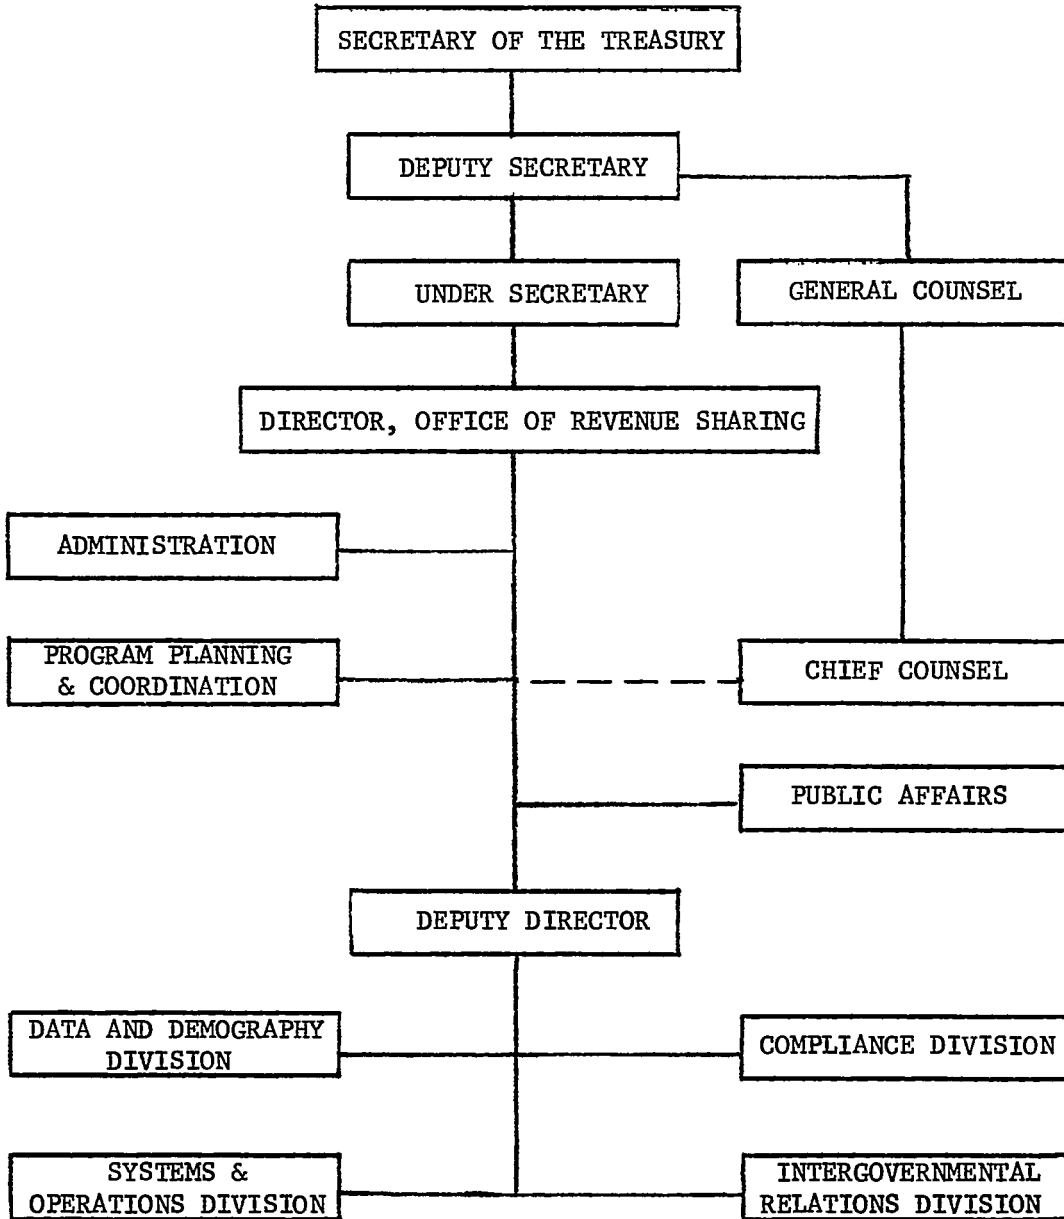 SECRETARY OF THE TREASURY
DEPUTY SECRETARY
UNDER SECRETARY
GENERAL COUNSEL
DIRECTOR, OFFICE OF REVENUE SHARING
ADMINISTRATION
PROGRAM PLANNING
& COORDINATION
CHIEF COUNSEL
PUBLIC AFFAIRS
DEPUTY DIRECTOR
DATA AND DEMOGRAPHY
DIVISION
COMPLIANCE DIVISION
SYSTEMS &
OPERATIONS DIVISION
INTERGOVERNMENTAL
RELATIONS DIVISION